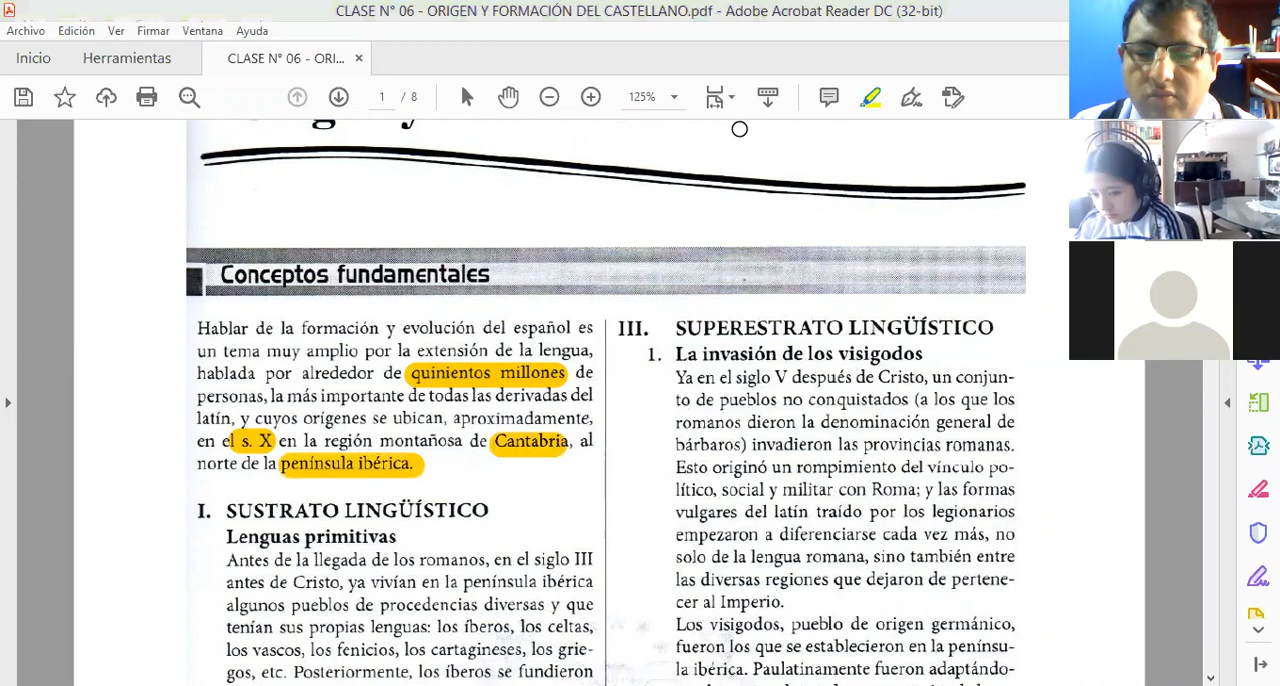 CLASE N° 06 - ORIGEN Y FORMACIÓN DEL CASTELLANO.pdf - Adobe Acrobat Reader DC (32-bit)
Archivo Edición Ver Firmar Ventana Ayuda
Inicio Herramientas CLASE N° 06 - ORI... ×
1 / 8 125%
Conceptos fundamentales
Hablar de la formación y evolución del español es
un tema muy amplio por la extensión de la lengua,
hablada por alrededor de quinientos millones de
personas, la más importante de todas las derivadas del
latín, y cuyos orígenes se ubican, aproximadamente,
en el s. X en la región montañosa de Cantabria, al
norte de la península ibérica.
I. SUSTRATO LINGÜÍSTICO
Lenguas primitivas
Antes de la llegada de los romanos, en el siglo III
antes de Cristo, ya vivían en la península ibérica
algunos pueblos de procedencias diversas y que
tenían sus propias lenguas: los íberos, los celtas,
los vascos, los fenicios, los cartagineses, los grie-
gos, etc. Posteriormente, los íberos se fundieron
III. SUPERESTRATO LINGÜÍSTICO
1. La invasión de los visigodos
Ya en el siglo V después de Cristo, un conjun-
to de pueblos no conquistados (a los que los
romanos dieron la denominación general de
bárbaros) invadieron las provincias romanas.
Esto originó un rompimiento del vínculo po-
lítico, social y militar con Roma; y las formas
vulgares del latín traído por los legionarios
empezaron a diferenciarse cada vez más, no
solo de la lengua romana, sino también entre
las diversas regiones que dejaron de pertene-
cer al Imperio.
Los visigodos, pueblo de origen germánico,
fueron los que se establecieron en la penínsu-
la ibérica. Paulatinamente fueron adaptándo-